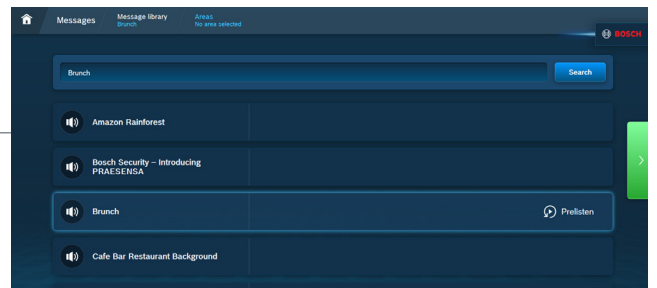 Messages
Message library
Brunch
Areas
No area selected
BOSCH
Brunch
Search
Amazon Rainforest
Bosch Security – Introducing
PRAESENSA
Brunch
Prelisten
Cafe Bar Restaurant Background